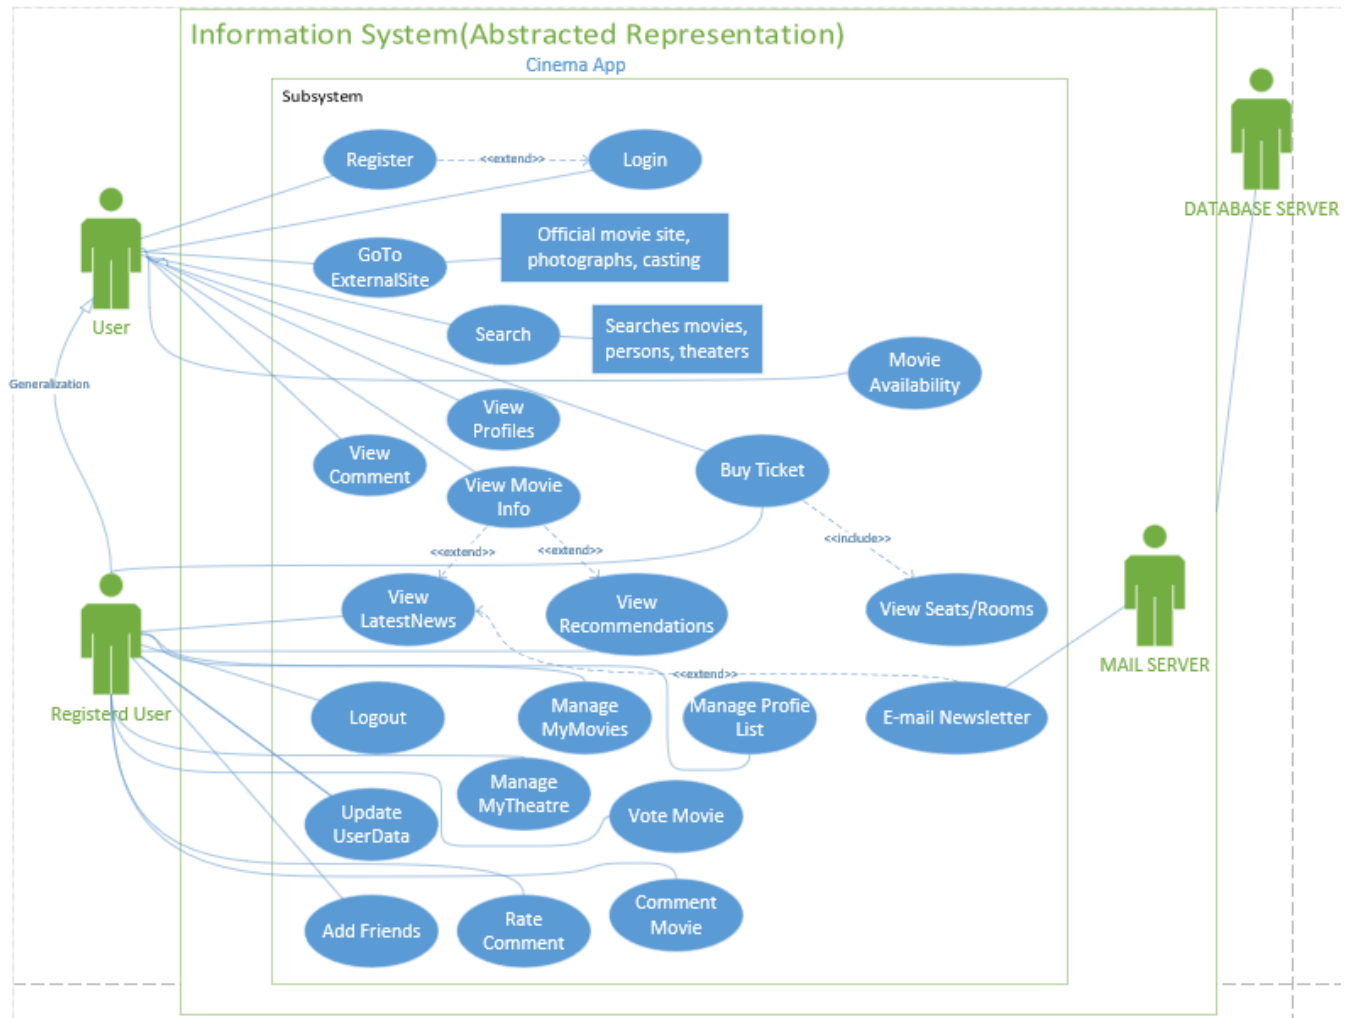 Information System(Abstracted Representation)
Cinema App
Subsystem
Register
<<extend>>
Login
DATABASE SERVER
GoTo
ExternalSite
Official movie site,
photographs, casting
User
Search
Searches movies,
persons, theaters
Movie
Availability
Generalization
View
Profiles
View
Comment
View Movie
Info
Buy Ticket
<<extend>>
<<extend>>
<<include>>
View
LatestNews
View
Recommendations
View Seats/Rooms
MAIL SERVER
<<extend>>
Registerd User
Logout
Manage
MyMovies
Manage Profie
List
E-mail Newsletter
Manage
MyTheatre
Update
UserData
Vote Movie
Add Friends
Rate
Comment
Comment
Movie